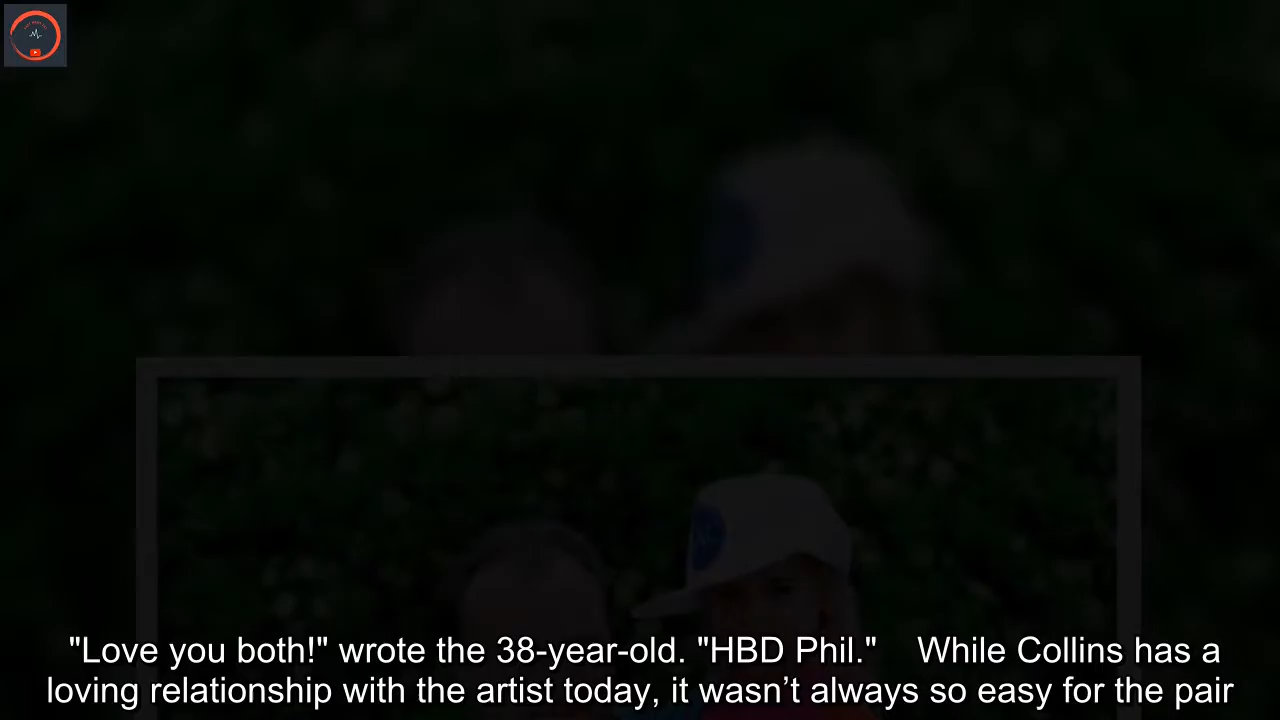 "Love you both!" wrote the 38-year-old. "HBD Phil."    While Collins has a
loving relationship with the artist today, it wasn’t always so easy for the pair